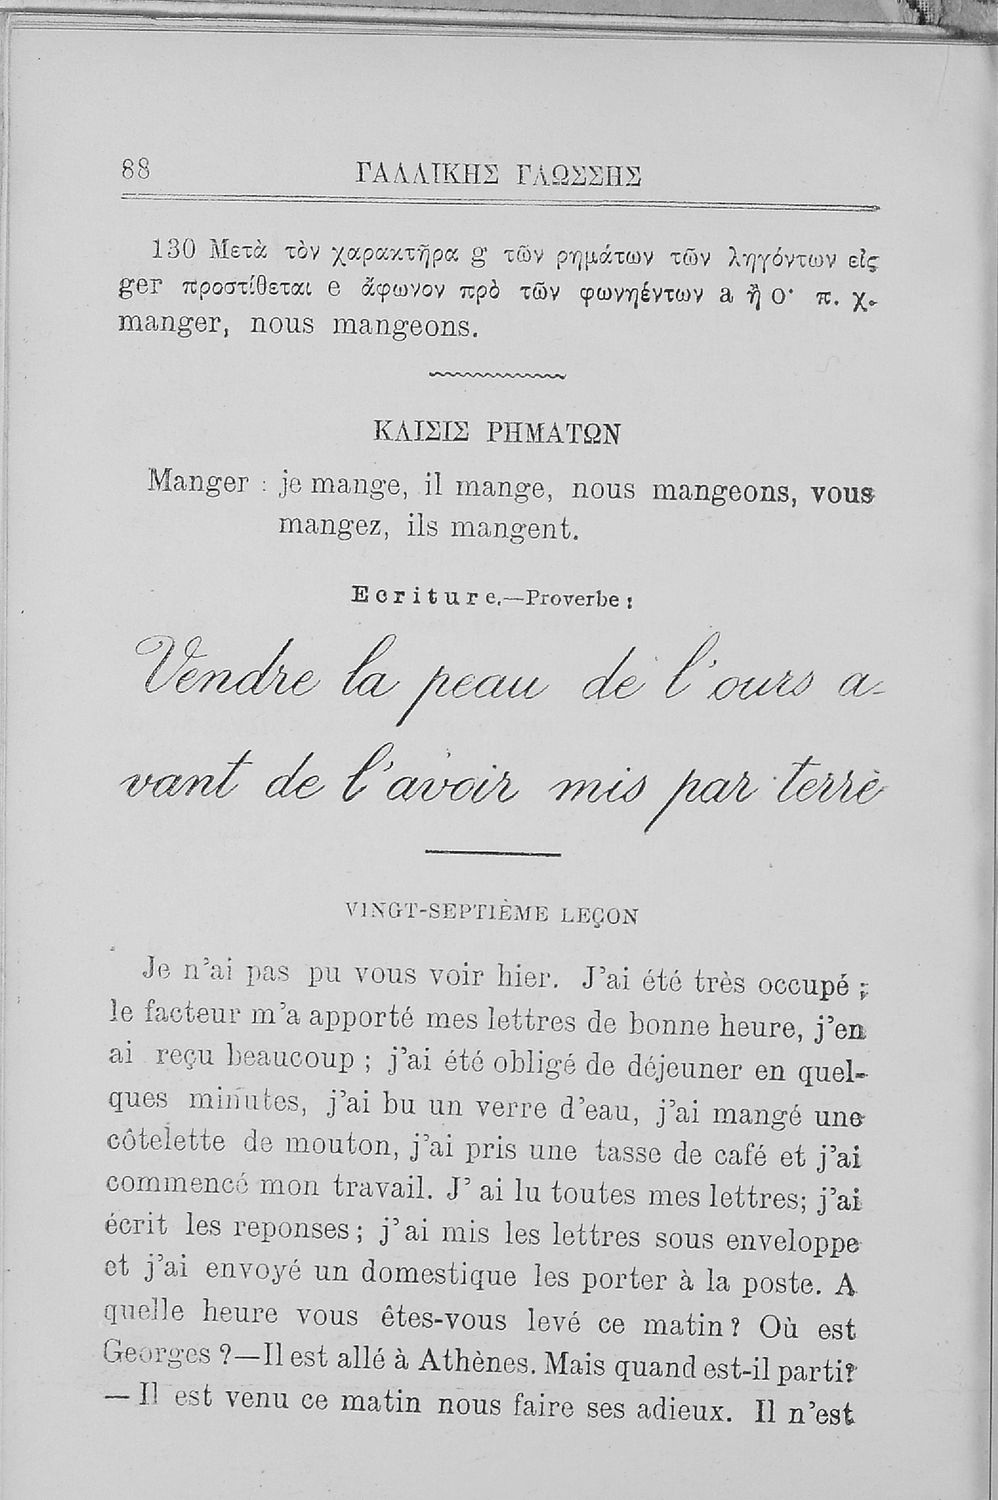 88 ΓΑΛΛΙΚΗΣ ΓΛΩΣΣΗΣ
130 Μετὰ τὸν χαρακτῆρα g τῶν ρημάτων τῶν ληγόντων εἰς
ger προστίθεται e ἄφωνον πρὸ τῶν φωνηέντων a ἢ o· π. χ.
manger, nous mangeons.
ΚΛΙΣΙΣ ΡΗΜΑΤΩΝ
Manger : je mange, il mange, nous mangeons, vous
mangez, ils mangent.
Ecriture.—Proverbe :
Vendre la peau de l'ours a-
vant de l'avoir mis par terre
VINGT-SEPTIÈME LEÇON
Je n'ai pas pu vous voir hier. J'ai été très occupé ;
le facteur m'a apporté mes lettres de bonne heure, j'en
ai reçu beaucoup ; j'ai été obligé de déjeuner en quel-
ques minutes, j'ai bu un verre d'eau, j'ai mangé une
côtelette de mouton, j'ai pris une tasse de café et j'ai
commencé mon travail. J' ai lu toutes mes lettres; j'ai
écrit les reponses ; j'ai mis les lettres sous enveloppe
et j'ai envoyé un domestique les porter à la poste. A
quelle heure vous êtes-vous levé ce matin ? Où est
Georges ?—Il est allé à Athènes. Mais quand est-il parti?
— Il est venu ce matin nous faire ses adieux. Il n'est